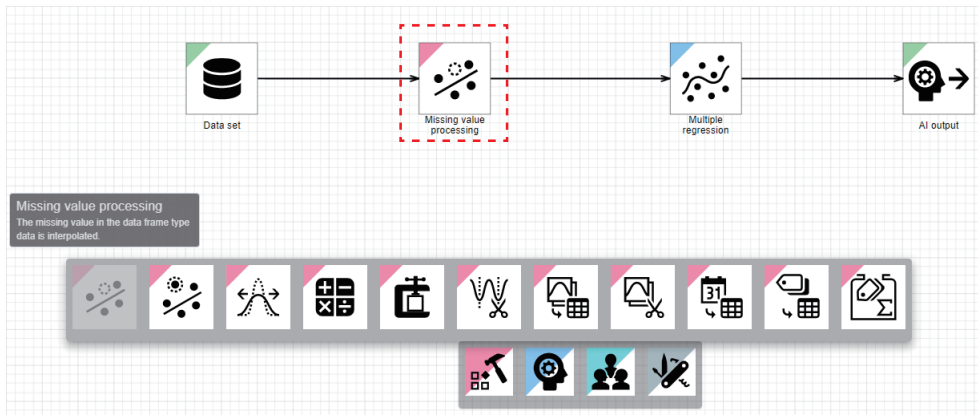 Data set
Missing value
processing
Multiple
regression
AI output
Missing value processing
The missing value in the data frame type
data is interpolated.
31